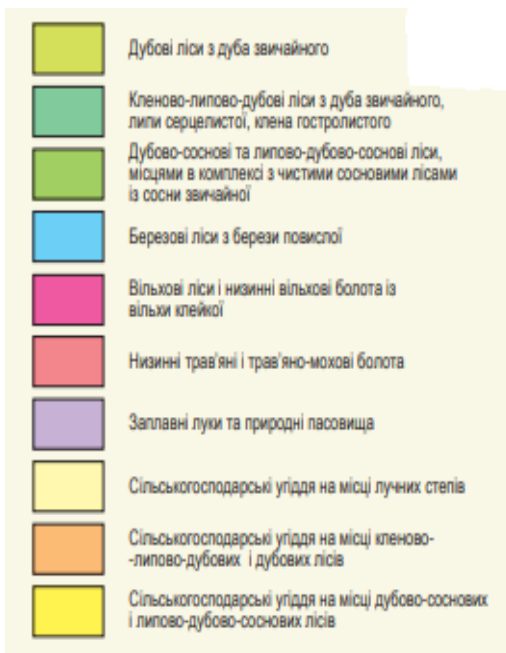 Дубові ліси з дуба звичайного
Кленово-липово-дубові ліси з дуба звичайного,
липи серцелистої, клена гостролистого
Дубово-соснові та липово-дубово-соснові ліси,
місцями в комплексі з чистими сосновими лісами
із сосни звичайної
Березові ліси з берези повислої
Вільхові ліси і низинні вільхові болота із
вільхи клейкої
Низинні трав'яні і трав'яно-мохові болота
Заплавні луки та природні пасовища
Сільськогосподарські угіддя на місці лучних степів
Сільськогосподарські угіддя на місці кленово-
-липово-дубових і дубових лісів
Сільськогосподарські угіддя на місці дубово-соснових
і липово-дубово-соснових лісів